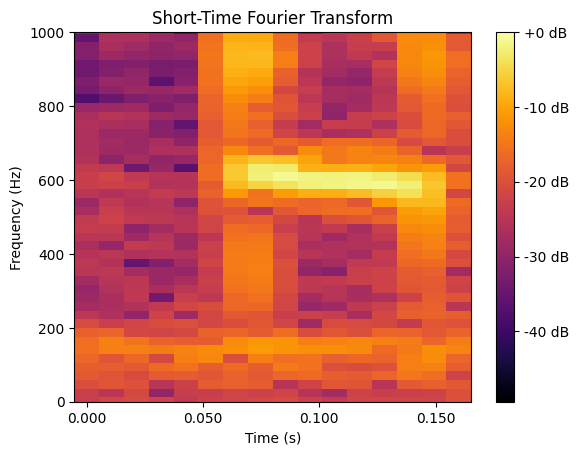 Short-Time Fourier Transform
1000
800
600
400
200
0
Frequency (Hz)
0.000
0.050
0.100
0.150
Time (s)
+0 dB
-10 dB
-20 dB
-30 dB
-40 dB